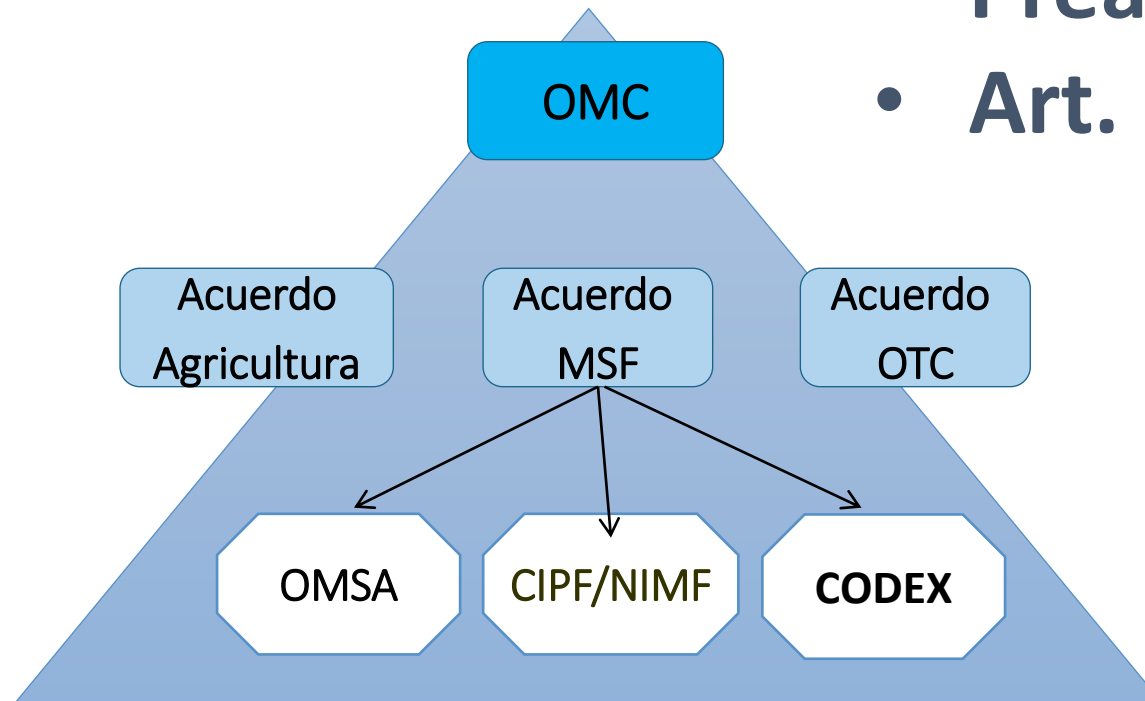 OMC
• Art.
Acuerdo
Agricultura
Acuerdo
MSF
Acuerdo
OTC
OMSA
CIPF/NIMF
CODEX